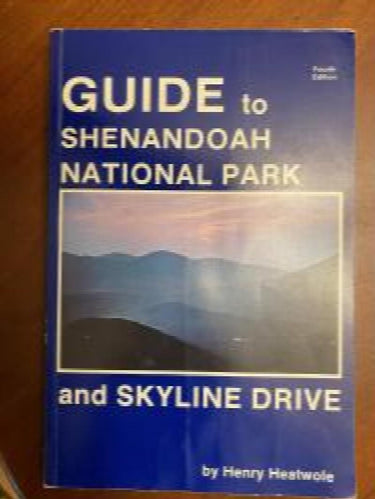 Fourth
Edition
GUIDE to
SHENANDOAH
NATIONAL PARK
and SKYLINE DRIVE
by Henry Heatwole